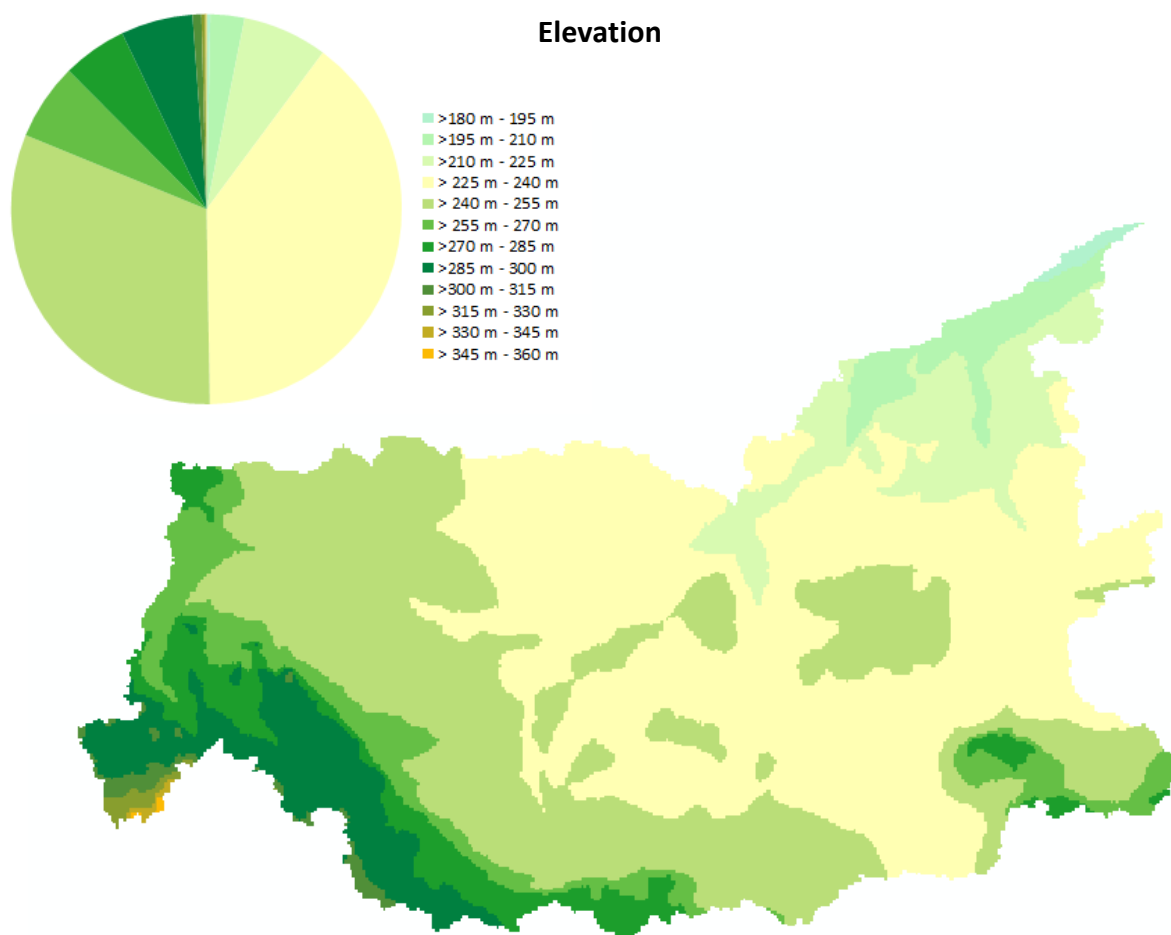 Elevation
>180 m - 195 m
>195 m - 210 m
>210 m - 225 m
> 225 m - 240 m
> 240 m - 255 m
> 255 m - 270 m
>270 m - 285 m
>285 m - 300 m
>300 m - 315 m
> 315 m - 330 m
> 330 m - 345 m
> 345 m - 360 m